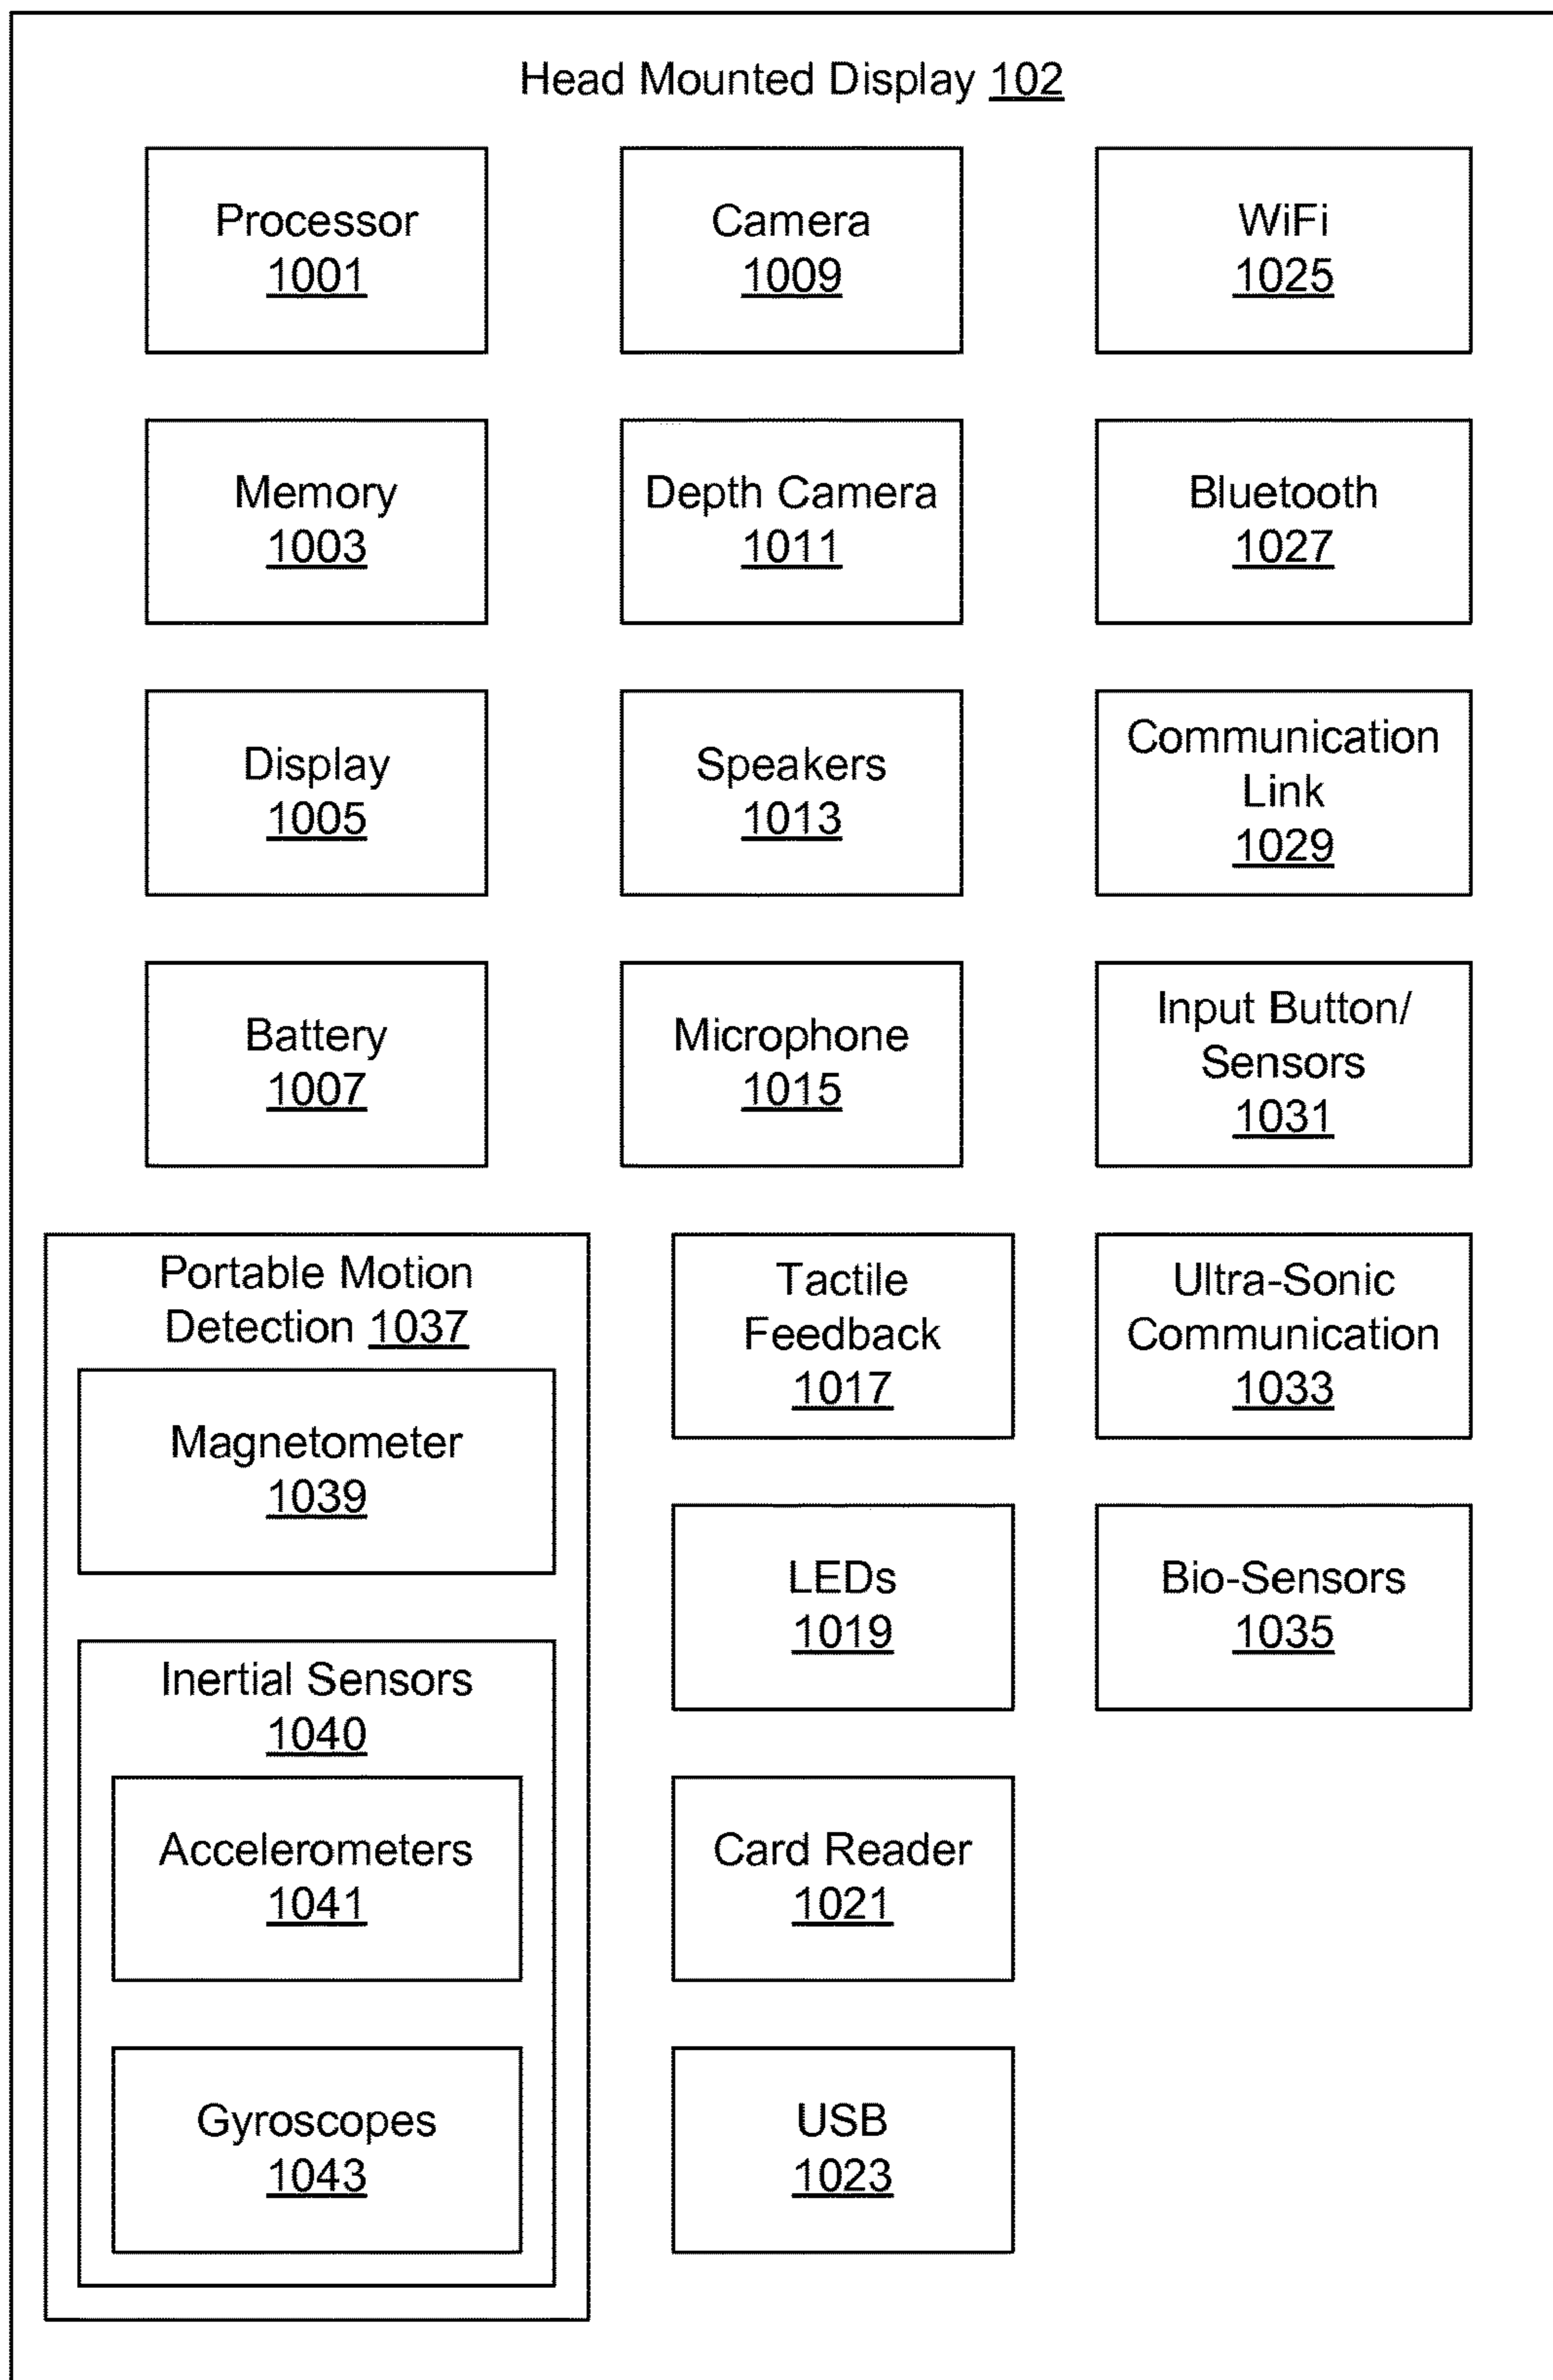 Head Mounted Display 102
Processor
1001
Camera
1009
WiFi
1025
Memory
1003
Depth Camera
1011
Bluetooth
1027
Display
1005
Speakers
1013
Communication
Link
1029
Battery
1007
Microphone
1015
Input Button/
Sensors
1031
Portable Motion
Detection 1037
Magnetometer
1039
Inertial Sensors
1040
Accelerometers
1041
Gyroscopes
1043
Tactile
Feedback
1017
Ultra-Sonic
Communication
1033
LEDs
1019
Bio-Sensors
1035
Card Reader
1021
USB
1023